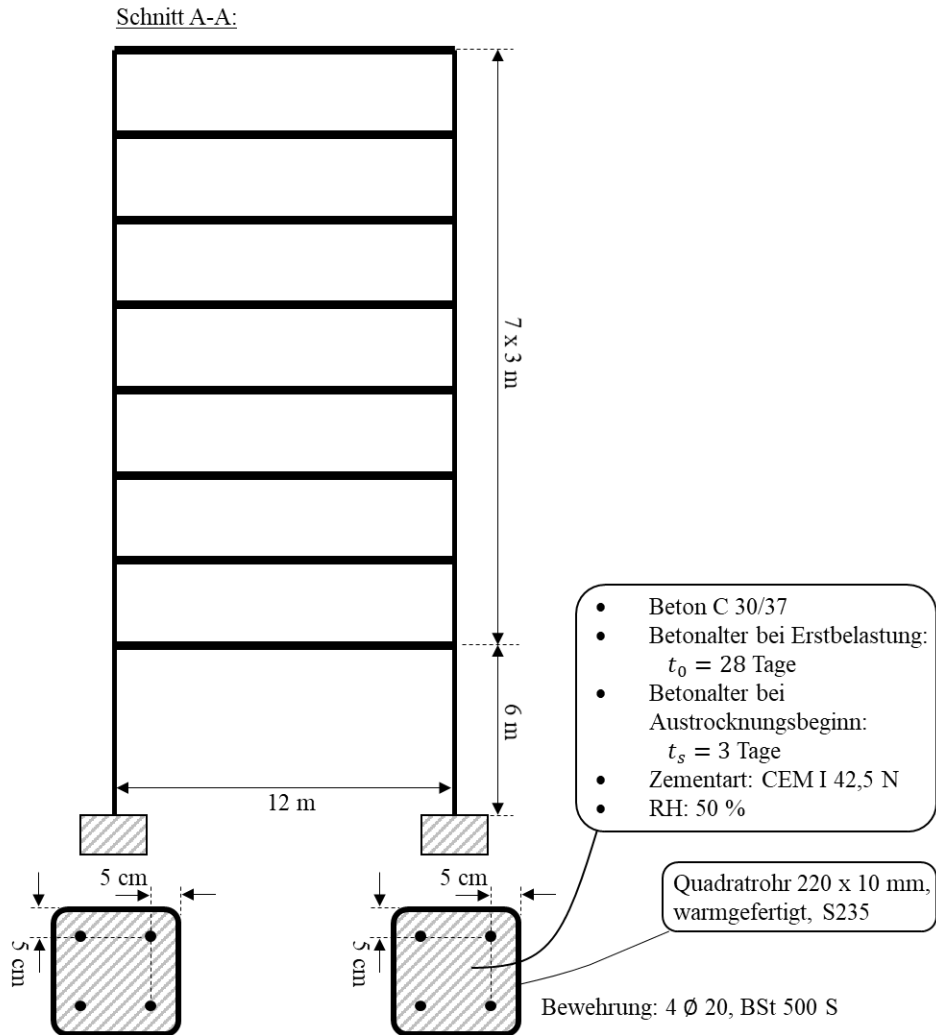 Schnitt A-A:
7 x 3 m
6 m
12 m
• Beton C 30/37
• Betonalter bei Erstbelastung:
t₀ = 28 Tage
• Betonalter bei
Austrocknungsbeginn:
tₛ = 3 Tage
• Zementart: CEM I 42,5 N
• RH: 50 %
5 cm
5 cm
5 cm
Quadratrohr 220 x 10 mm,
warmgefertigt, S235
Bewehrung: 4 Ø 20, BSt 500 S